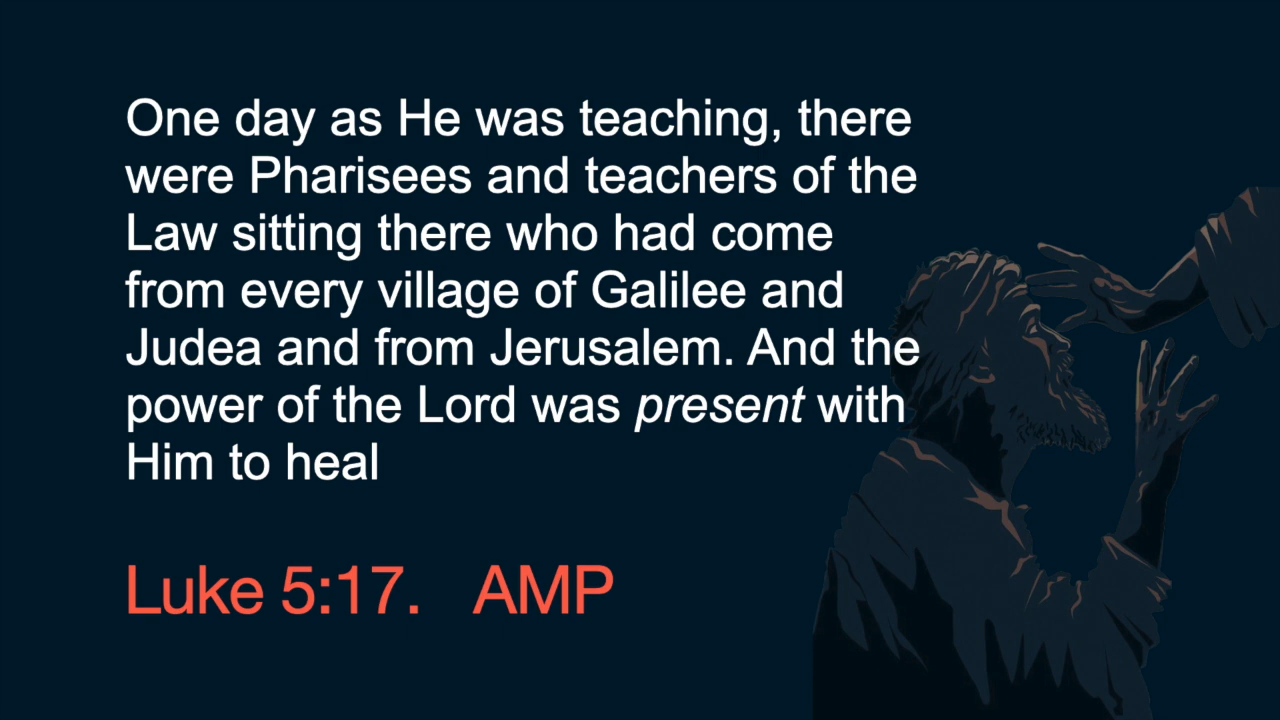 One day as He was teaching, there
were Pharisees and teachers of the
Law sitting there who had come
from every village of Galilee and
Judea and from Jerusalem. And the
power of the Lord was present with
Him to heal
Luke 5:17. AMP